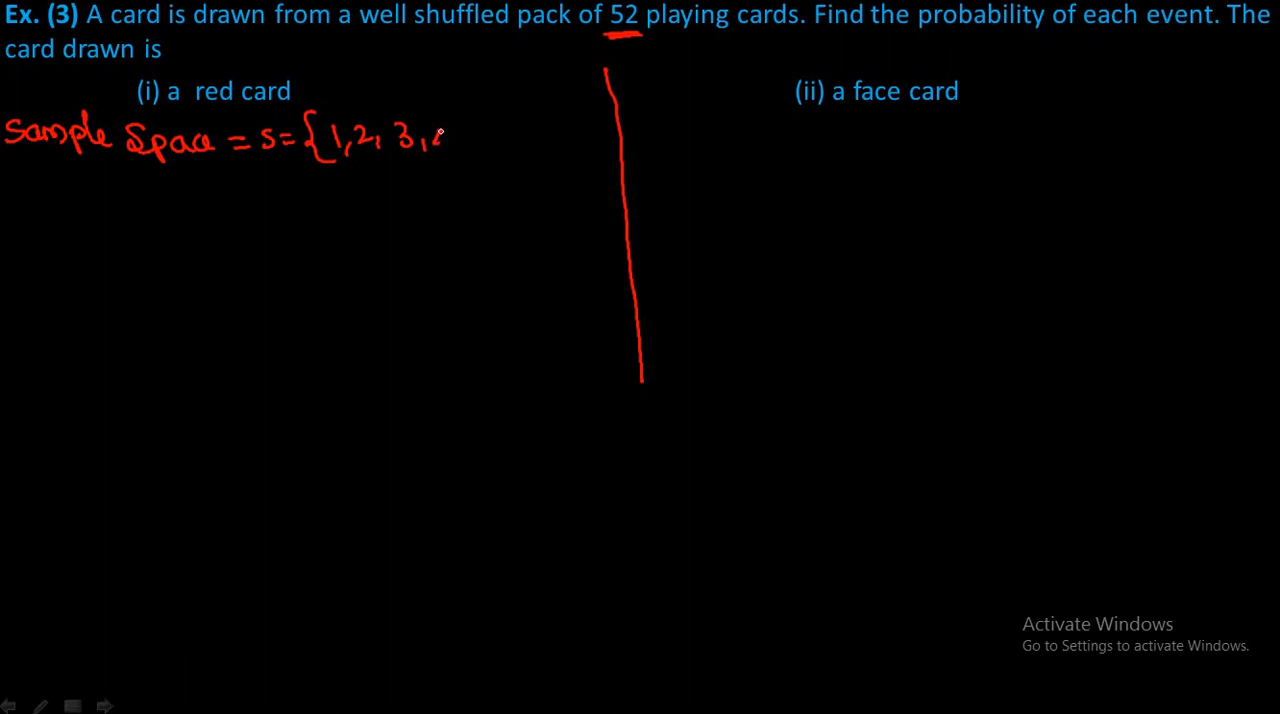 Ex. (3) A card is drawn from a well shuffled pack of 52 playing cards. Find the probability of each event. The
card drawn is
(i) a red card
(ii) a face card
Sample Space = S = { 1, 2, 3,
Activate Windows
Go to Settings to activate Windows.